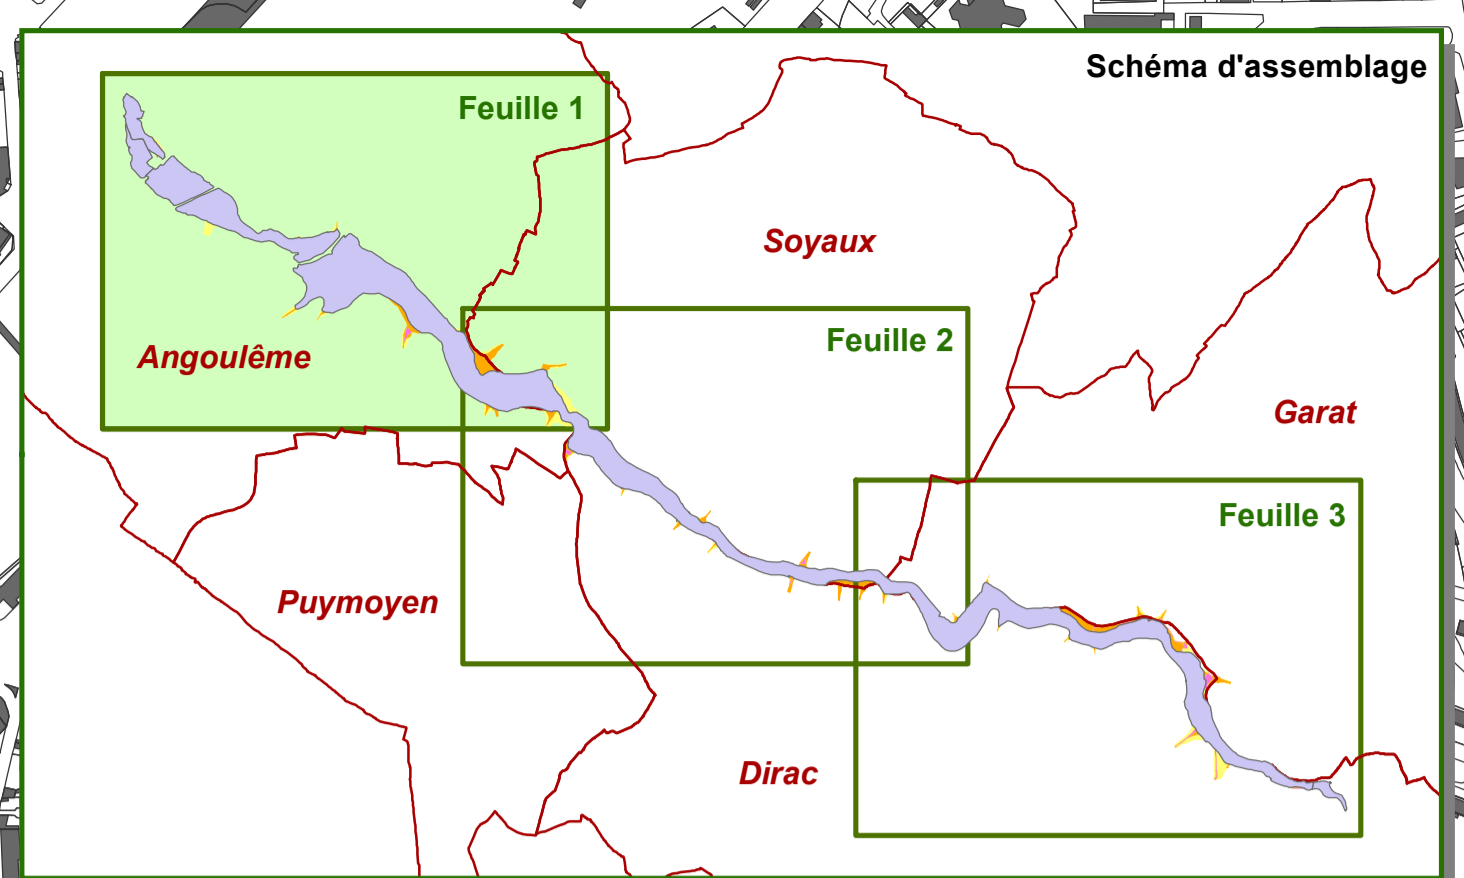 Schéma d'assemblage
Feuille 1
Soyaux
Feuille 2
Angoulême
Garat
Feuille 3
Puymoyen
Dirac